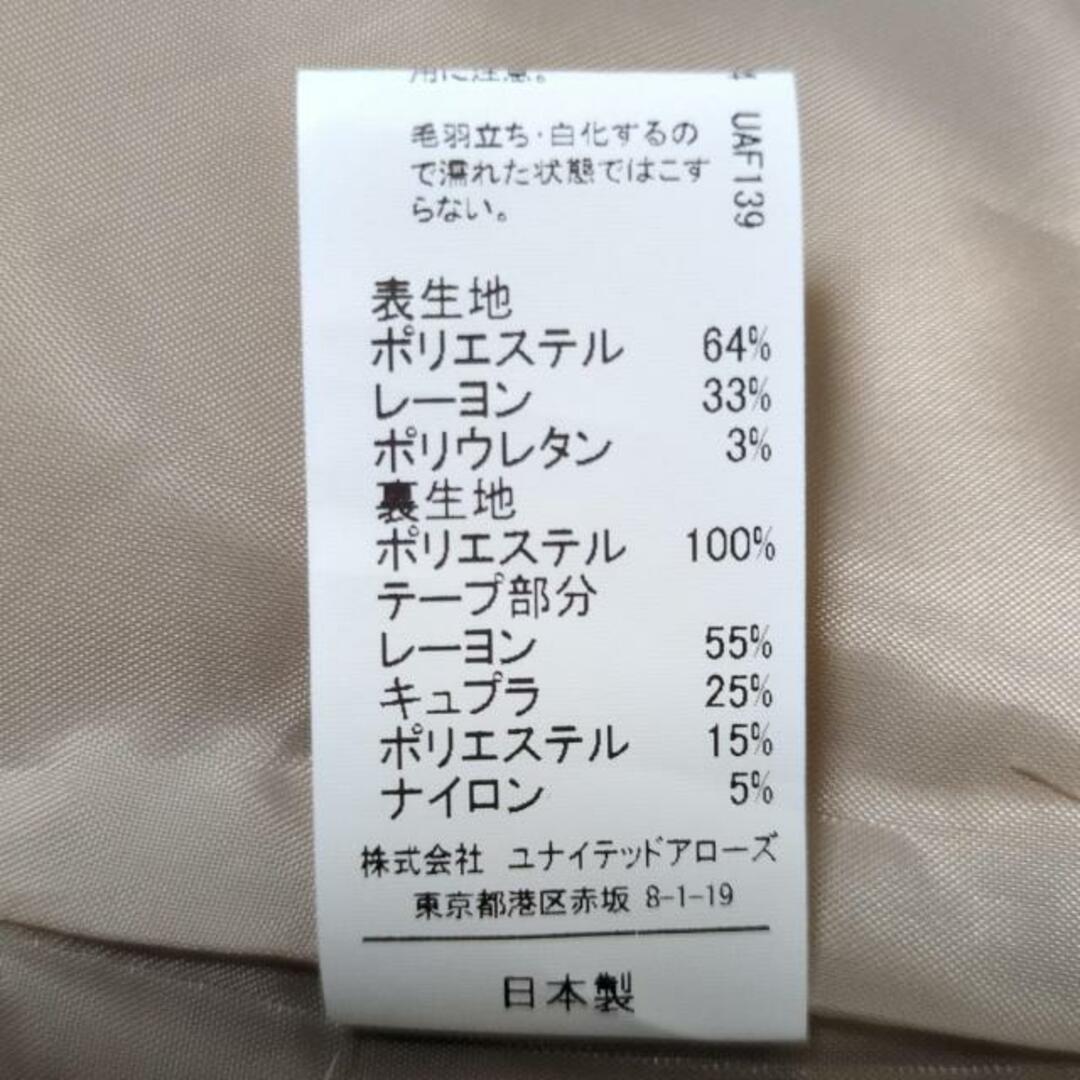 用に注意。
毛羽立ち・白化するの
で濡れた状態ではこす
らない。
UAF139
表生地
ポリエステル 64%
レーヨン 33%
ポリウレタン 3%
裏生地
ポリエステル 100%
テープ部分
レーヨン 55%
キュプラ 25%
ポリエステル 15%
ナイロン 5%
株式会社 ユナイテッドアローズ
東京都港区赤坂 8-1-19
日本製